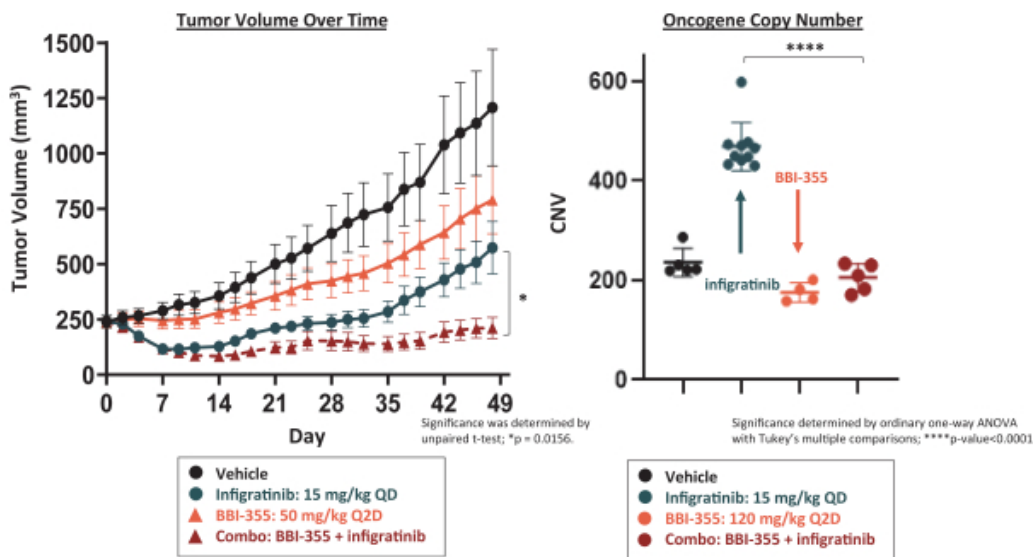 Tumor Volume Over Time
Tumor Volume (mm³)
1500
1250
1000
750
500
250
0
0 7 14 21 28 35 42 49
Day
*
Significance was determined by
unpaired t-test; *p = 0.0156.
Vehicle
Infigratinib: 15 mg/kg QD
BBI-355: 50 mg/kg Q2D
Combo: BBI-355 + infigratinib
Oncogene Copy Number
CNV
600
400
200
0
****
BBI-355
infigratinib
Significance determined by ordinary one-way ANOVA
with Tukey's multiple comparisons; ****p-value<0.0001
Vehicle
Infigratinib: 15 mg/kg QD
BBI-355: 120 mg/kg Q2D
Combo: BBI-355 + infigratinib